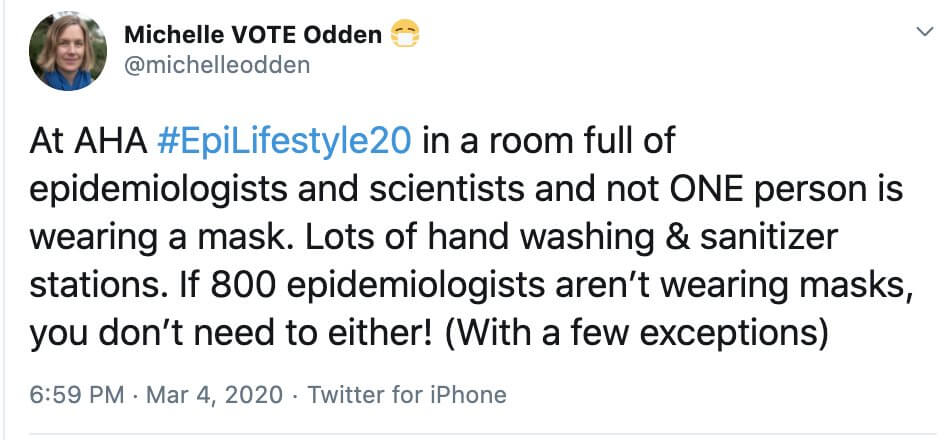 Michelle VOTE Odden 😷
@michelleodden
At AHA #EpiLifestyle20 in a room full of
epidemiologists and scientists and not ONE person is
wearing a mask. Lots of hand washing & sanitizer
stations. If 800 epidemiologists aren’t wearing masks,
you don’t need to either! (With a few exceptions)
6:59 PM · Mar 4, 2020 · Twitter for iPhone